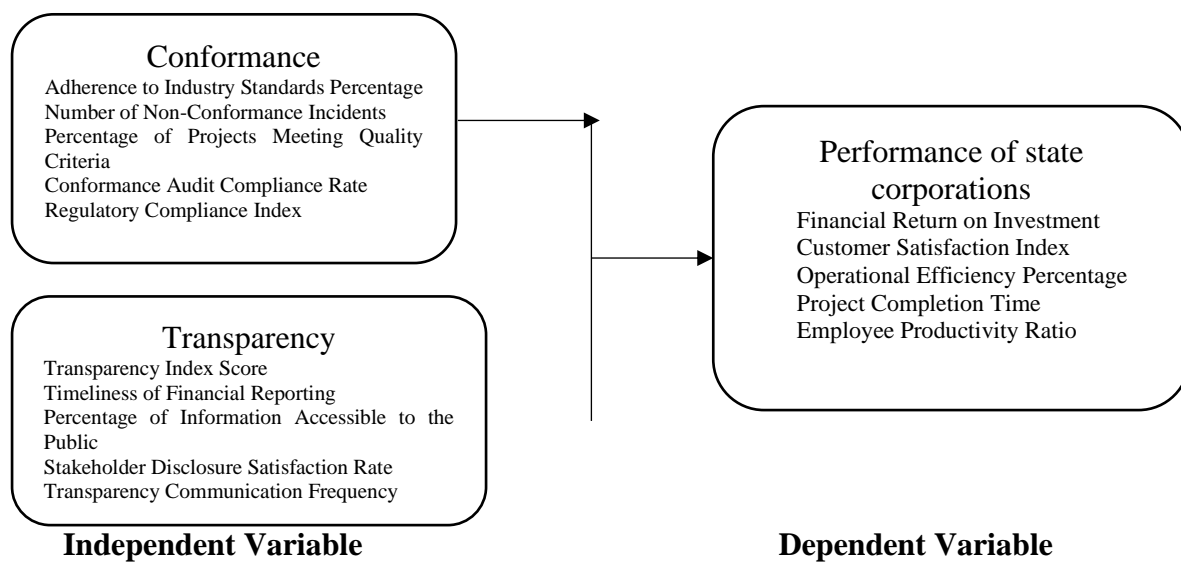 Conformance
Adherence to Industry Standards Percentage
Number of Non-Conformance Incidents
Percentage of Projects Meeting Quality
Criteria
Conformance Audit Compliance Rate
Regulatory Compliance Index
Transparency
Transparency Index Score
Timeliness of Financial Reporting
Percentage of Information Accessible to the
Public
Stakeholder Disclosure Satisfaction Rate
Transparency Communication Frequency
Independent Variable
Performance of state
corporations
Financial Return on Investment
Customer Satisfaction Index
Operational Efficiency Percentage
Project Completion Time
Employee Productivity Ratio
Dependent Variable